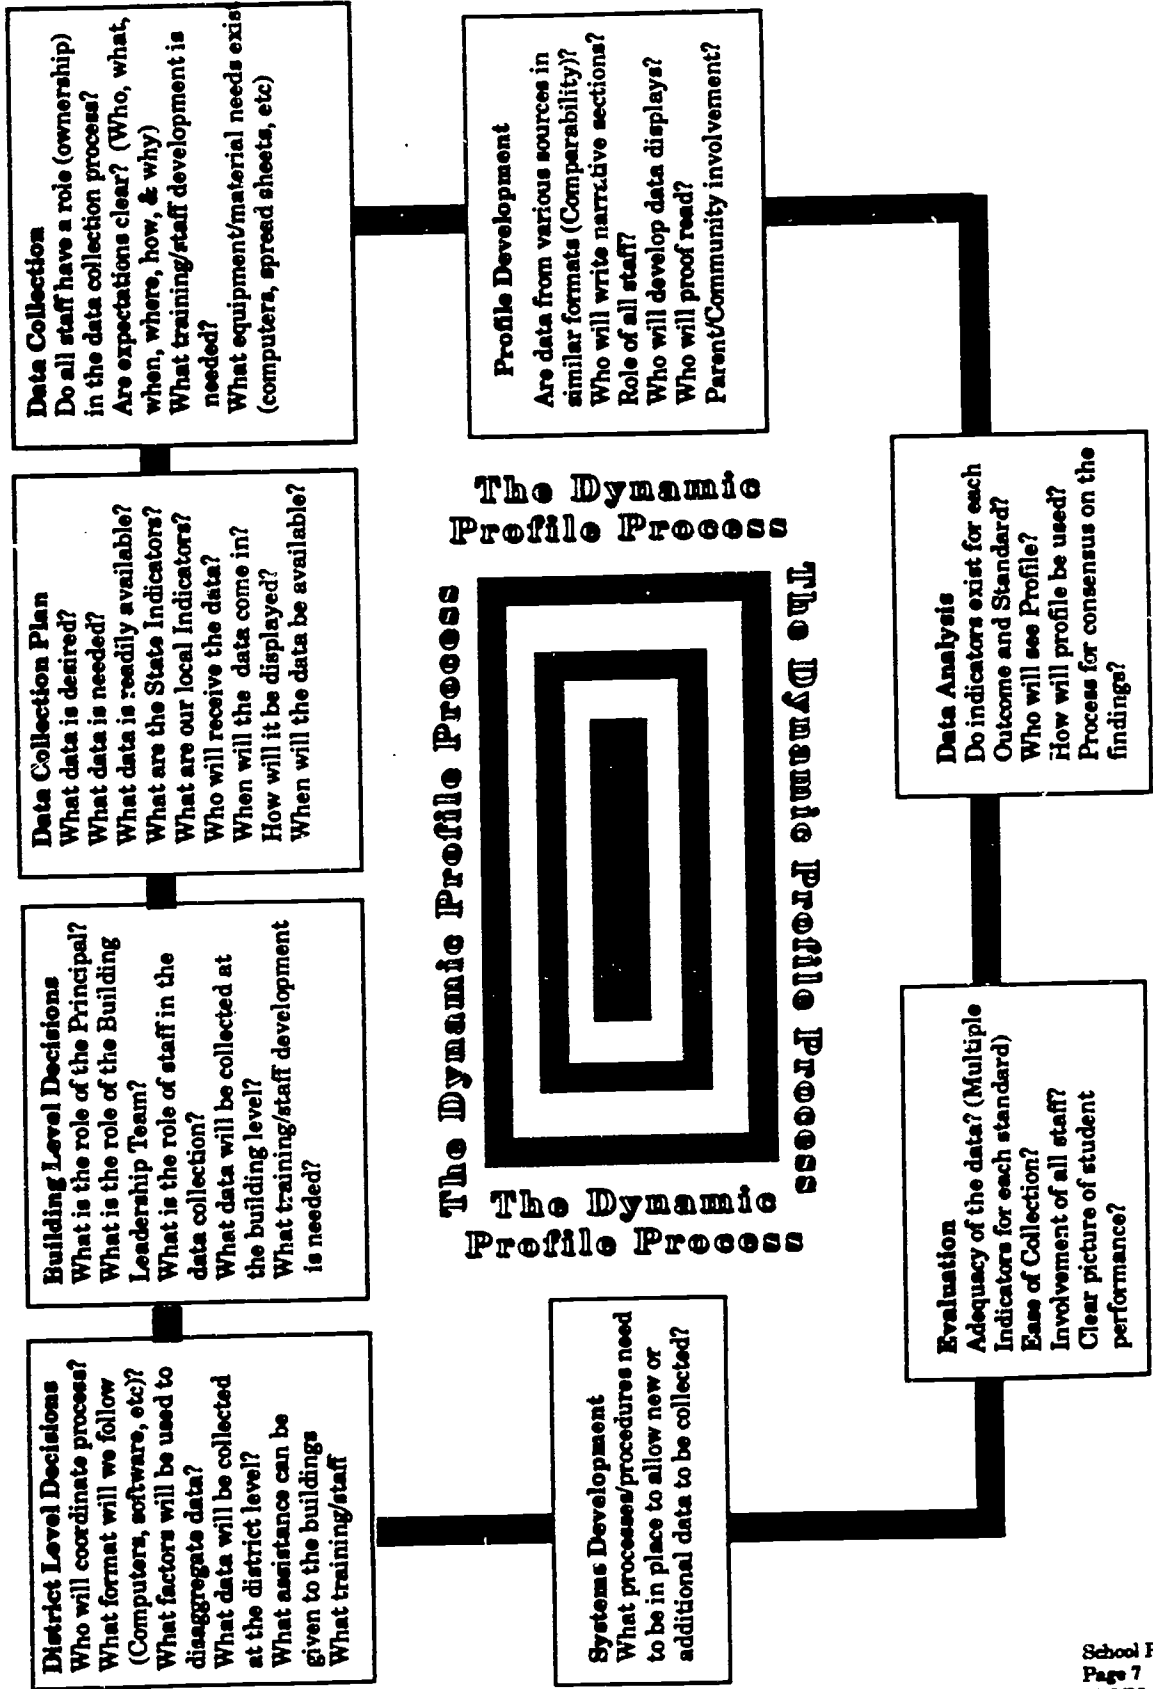 District Level Decisions
Who will coordinate process?
What format will we follow
(Computers, software, etc)?
What factors will be used to
disaggregate data?
What data will be collected
at the district level?
What assistance can be
given to the buildings
What training/staff
Building Level Decisions
What is the role of the Principal?
What is the role of the Building
Leadership Team?
What is the role of staff in the
data collection?
What data will be collected at
the building level?
What training/staff development
is needed?
Data Collection Plan
What data is desired?
What data is needed?
What data is readily available?
What are the State Indicators?
What are our local Indicators?
Who will receive the data?
When will the data come in?
How will it be displayed?
When will the data be available?
Data Collection
Do all staff have a role (ownership)
in the data collection process?
Are expectations clear? (Who, what,
when, where, how, & why)
What training/staff development is
needed?
What equipment/material needs exist
(computers, spread sheets, etc)
Profile Development
Are data from various sources in
similar formats (Comparability)?
Who will write narrative sections?
Role of all staff?
Who will develop data displays?
Who will proof read?
Parent/Community involvement?
Data Analysis
Do indicators exist for each
Outcome and Standard?
Who will see Profile?
How will profile be used?
Process for consensus on the
findings?
Evaluation
Adequacy of the data? (Multiple
Indicators for each standard)
Ease of Collection?
Involvement of all staff?
Clear picture of student
performance?
Systems Development
What processes/procedures need
to be in place to allow new or
additional data to be collected?
The Dynamic Profile Process
The Dynamic
Profile Process
The Dynamic Profile Process
The Dynamic
Profile Process
School
Page 7